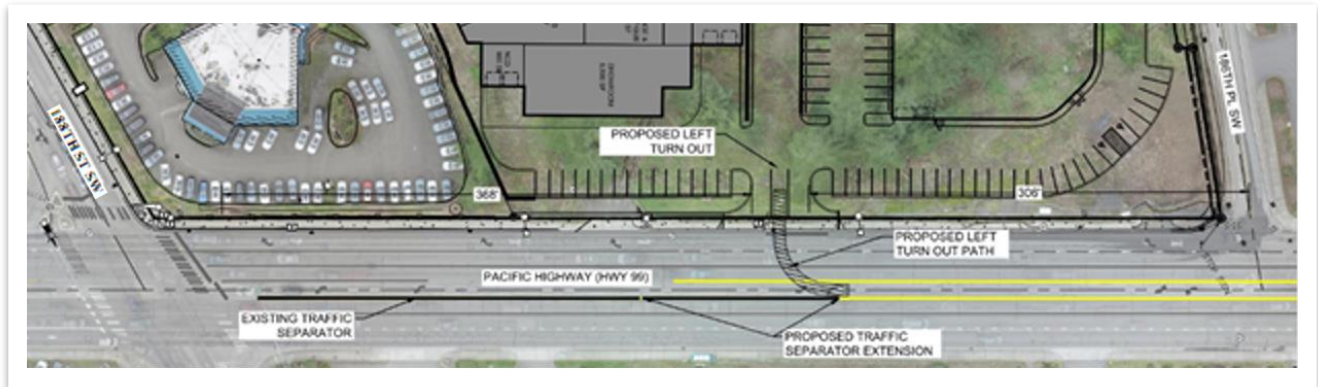 188TH ST SW
186TH PL SW
PROPOSED LEFT
TURN OUT
368'
306'
PROPOSED LEFT
TURN OUT PATH
PACIFIC HIGHWAY (HWY 99)
EXISTING TRAFFIC
SEPARATOR
PROPOSED TRAFFIC
SEPARATOR EXTENSION